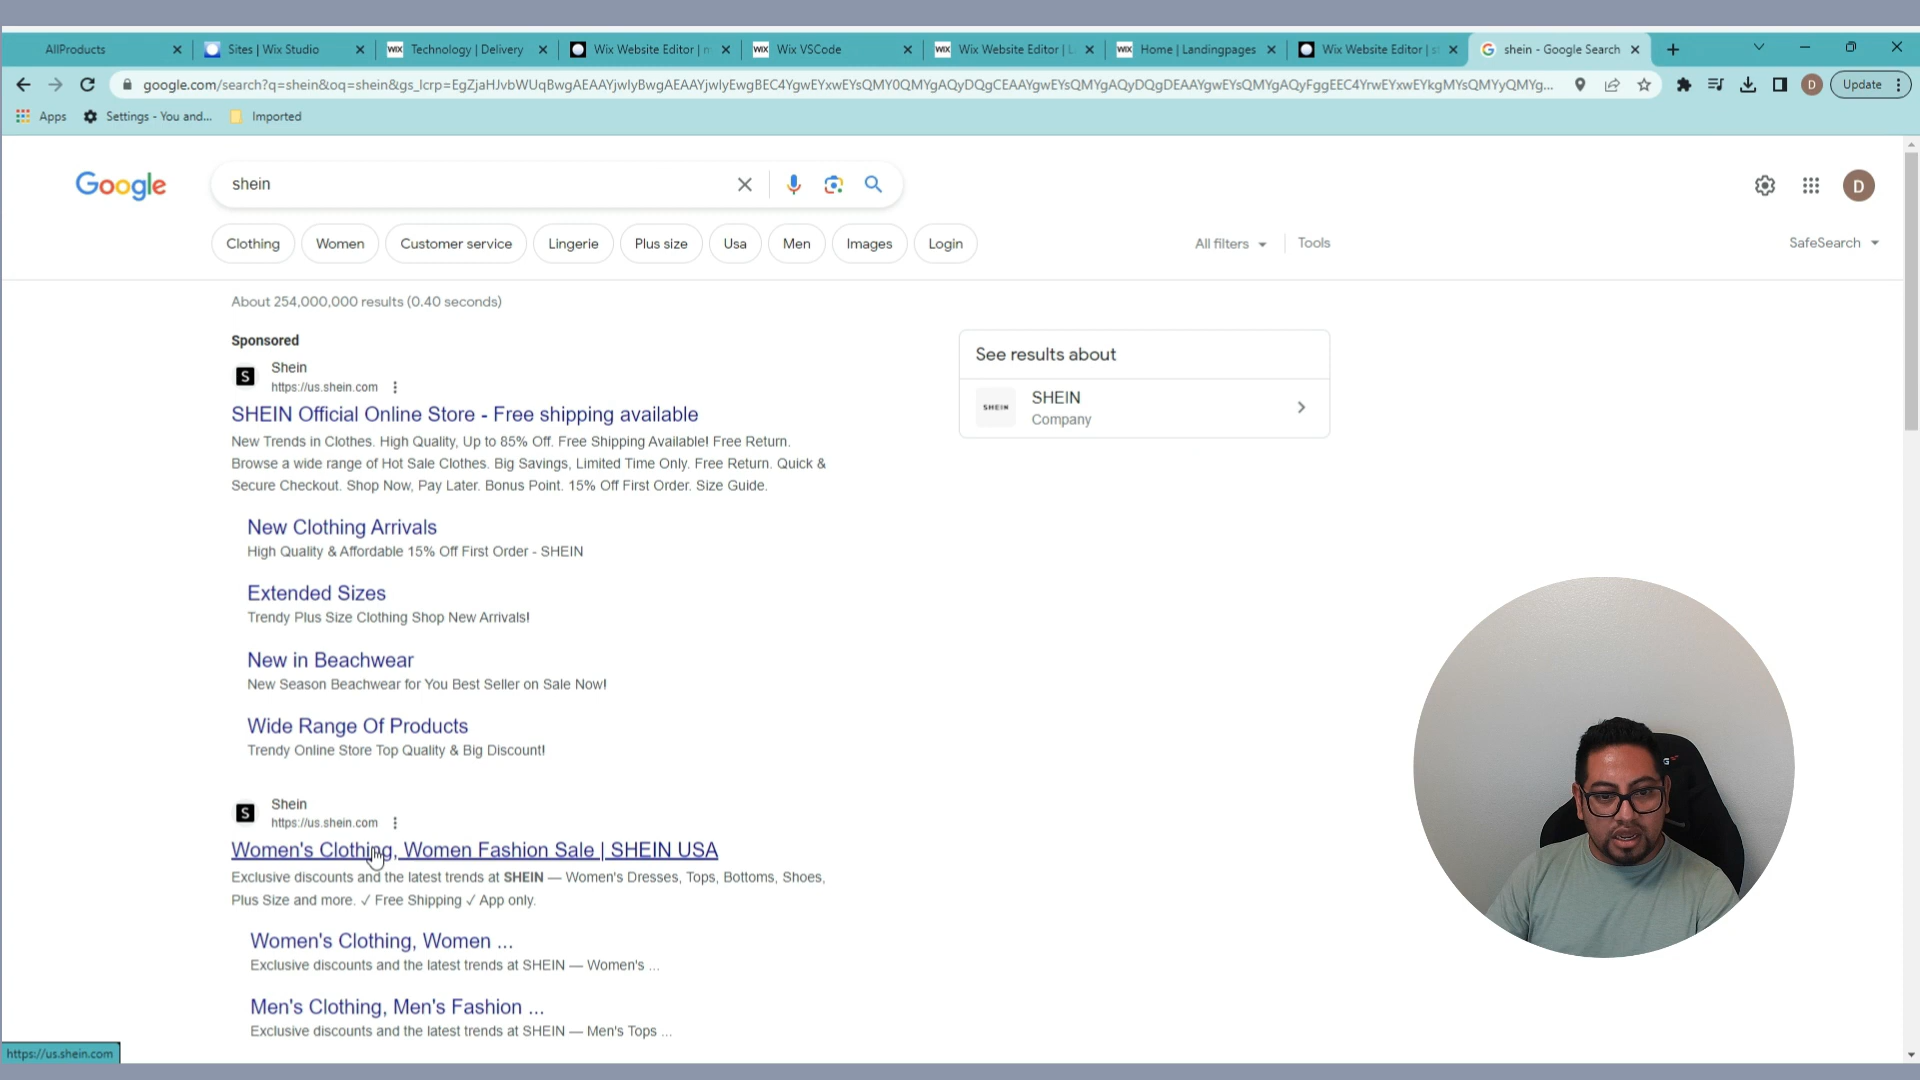 AllProducts
Sites | Wix Studio
WIX Technology | Delivery
Wix Website Editor |
WIX Wix VSCode
WIX Wix Website Editor |
WIX Home | Landingpages
Wix Website Editor |
G shein - Google Search
google.com/search?q=shein&oq=shein&gs_lcrp=
Update
Apps
Settings - You and...
Imported
Google
shein
D
Clothing
Women
Customer service
Lingerie
Plus size
Usa
Men
Images
Login
All filters
Tools
SafeSearch
About 254,000,000 results (0.40 seconds)
Sponsored
S
Shein
https://us.shein.com
SHEIN Official Online Store - Free shipping available
New Trends in Clothes. High Quality, Up to 85% Off. Free Shipping Available! Free Return.
Browse a wide range of Hot Sale Clothes. Big Savings, Limited Time Only. Free Return. Quick &
Secure Checkout. Shop Now, Pay Later. Bonus Point. 15% Off First Order. Size Guide.
New Clothing Arrivals
High Quality & Affordable 15% Off First Order - SHEIN
Extended Sizes
Trendy Plus Size Clothing Shop New Arrivals!
New in Beachwear
New Season Beachwear for You Best Seller on Sale Now!
Wide Range Of Products
Trendy Online Store Top Quality & Big Discount!
See results about
SHEIN
SHEIN
Company
S
Shein
https://us.shein.com
Women's Clothing, Women Fashion Sale | SHEIN USA
Exclusive discounts and the latest trends at SHEIN — Women's Dresses, Tops, Bottoms, Shoes,
Plus Size and more. ✓ Free Shipping ✓ App only.
Women's Clothing, Women ...
Exclusive discounts and the latest trends at SHEIN — Women's ...
Men's Clothing, Men's Fashion ...
Exclusive discounts and the latest trends at SHEIN — Men's Tops ...
https://us.shein.com